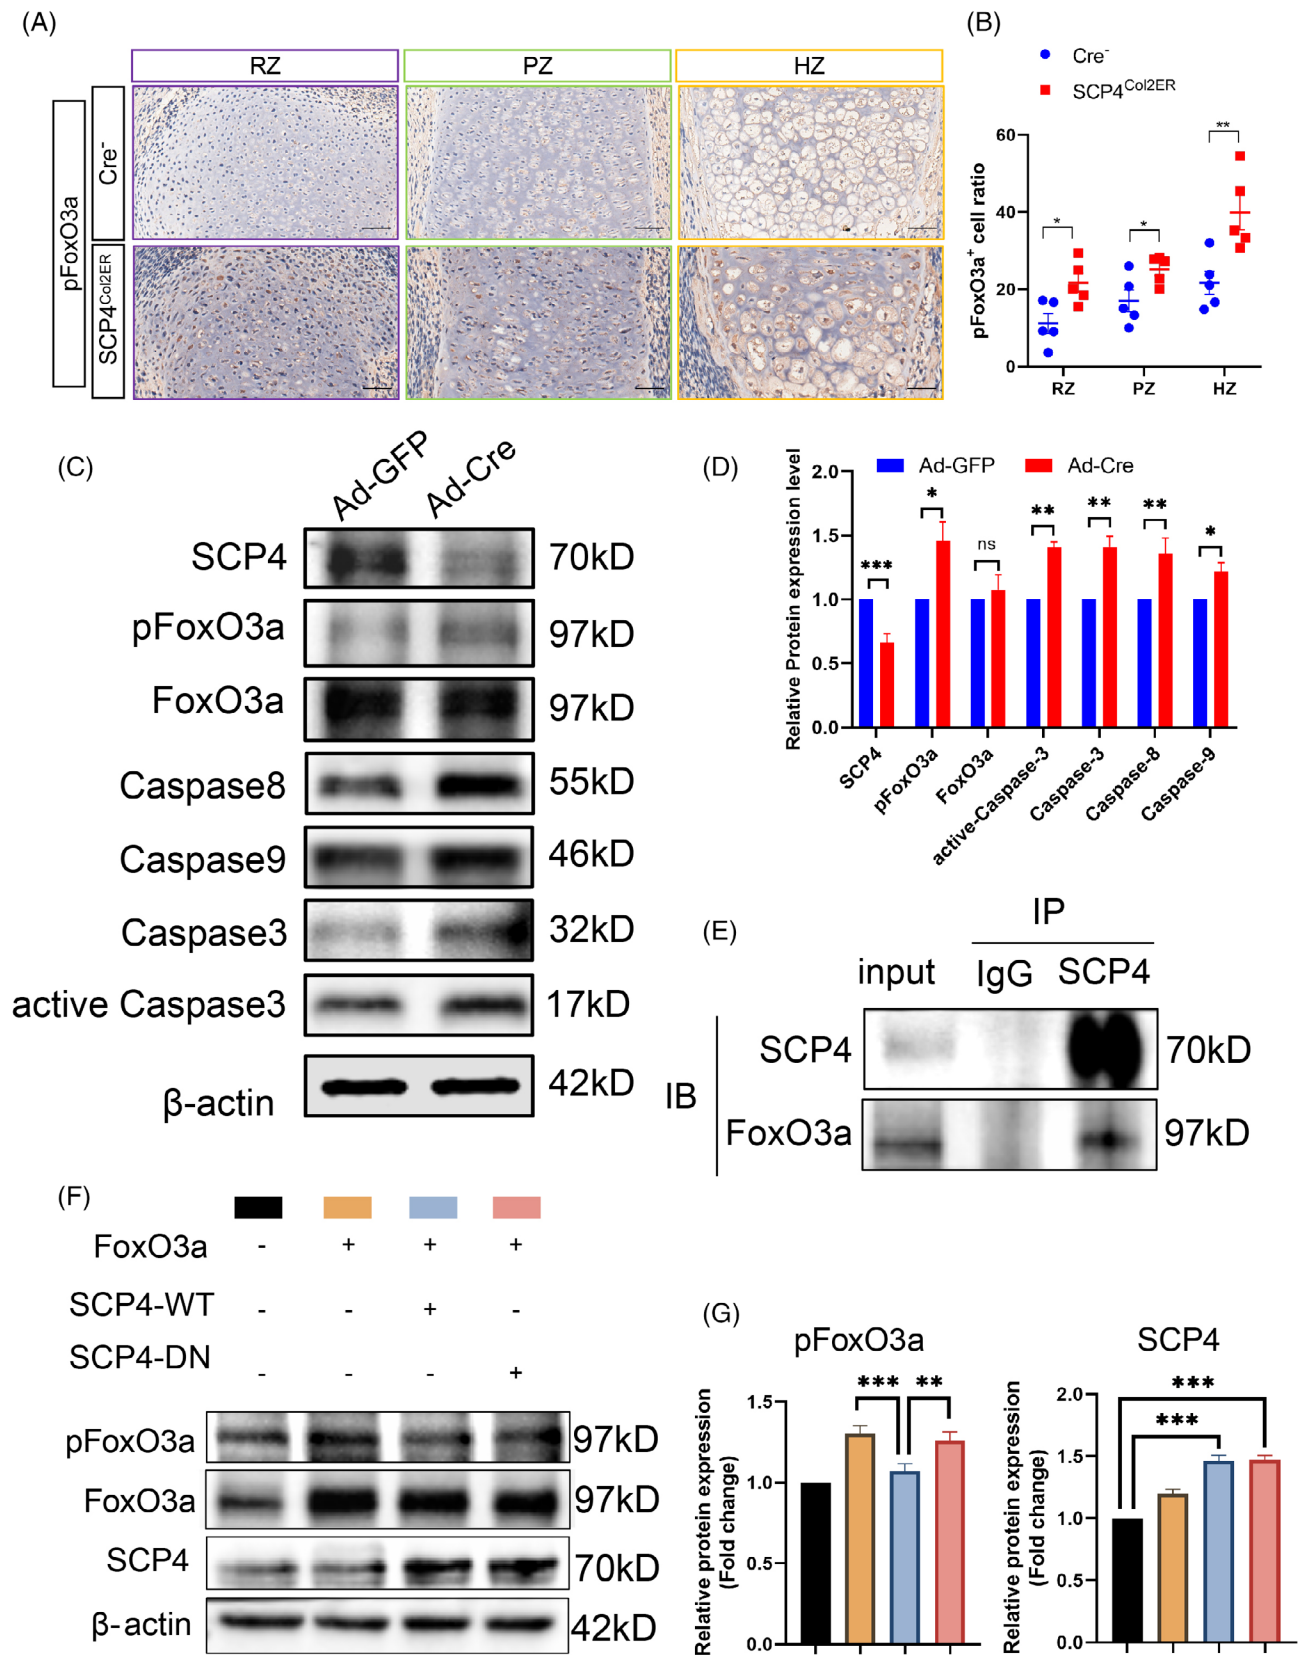 (A)
RZ
PZ
HZ
pFoxO3a
Cre-
SCP4Col2ER
(B)
Cre-
SCP4Col2ER
pFoxO3a+ cell ratio
60
40
20
0
*
*
**
RZ
PZ
HZ
(C)
Ad-GFP
Ad-Cre
SCP4 70kD
pFoxO3a 97kD
FoxO3a 97kD
Caspase8 55kD
Caspase9 46kD
Caspase3 32kD
active Caspase3 17kD
β-actin 42kD
(D)
Ad-GFP
Ad-Cre
Relative Protein expression level
2.0
1.5
1.0
0.5
0.0
***
*
ns
**
**
**
*
SCP4
pFoxO3a
FoxO3a
active-Caspase-3
Caspase-3
Caspase-8
Caspase-9
(E)
IP
input IgG SCP4
IB
SCP4 70kD
FoxO3a 97kD
(F)
FoxO3a - + + +
SCP4-WT - - + -
SCP4-DN - - - +
pFoxO3a 97kD
FoxO3a 97kD
SCP4 70kD
β-actin 42kD
(G)
pFoxO3a
Relative protein expression
(Fold change)
1.5
1.0
0.5
0.0
***
**
SCP4
Relative protein expression
(Fold change)
2.0
1.5
1.0
0.5
0.0
***
***